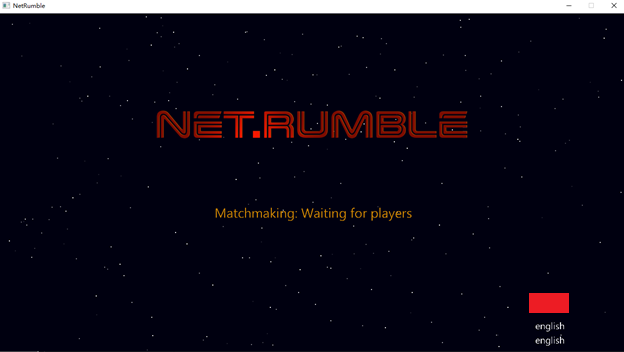 NetRumble
NET.RUMBLE
Matchmaking: Waiting for players
english
english